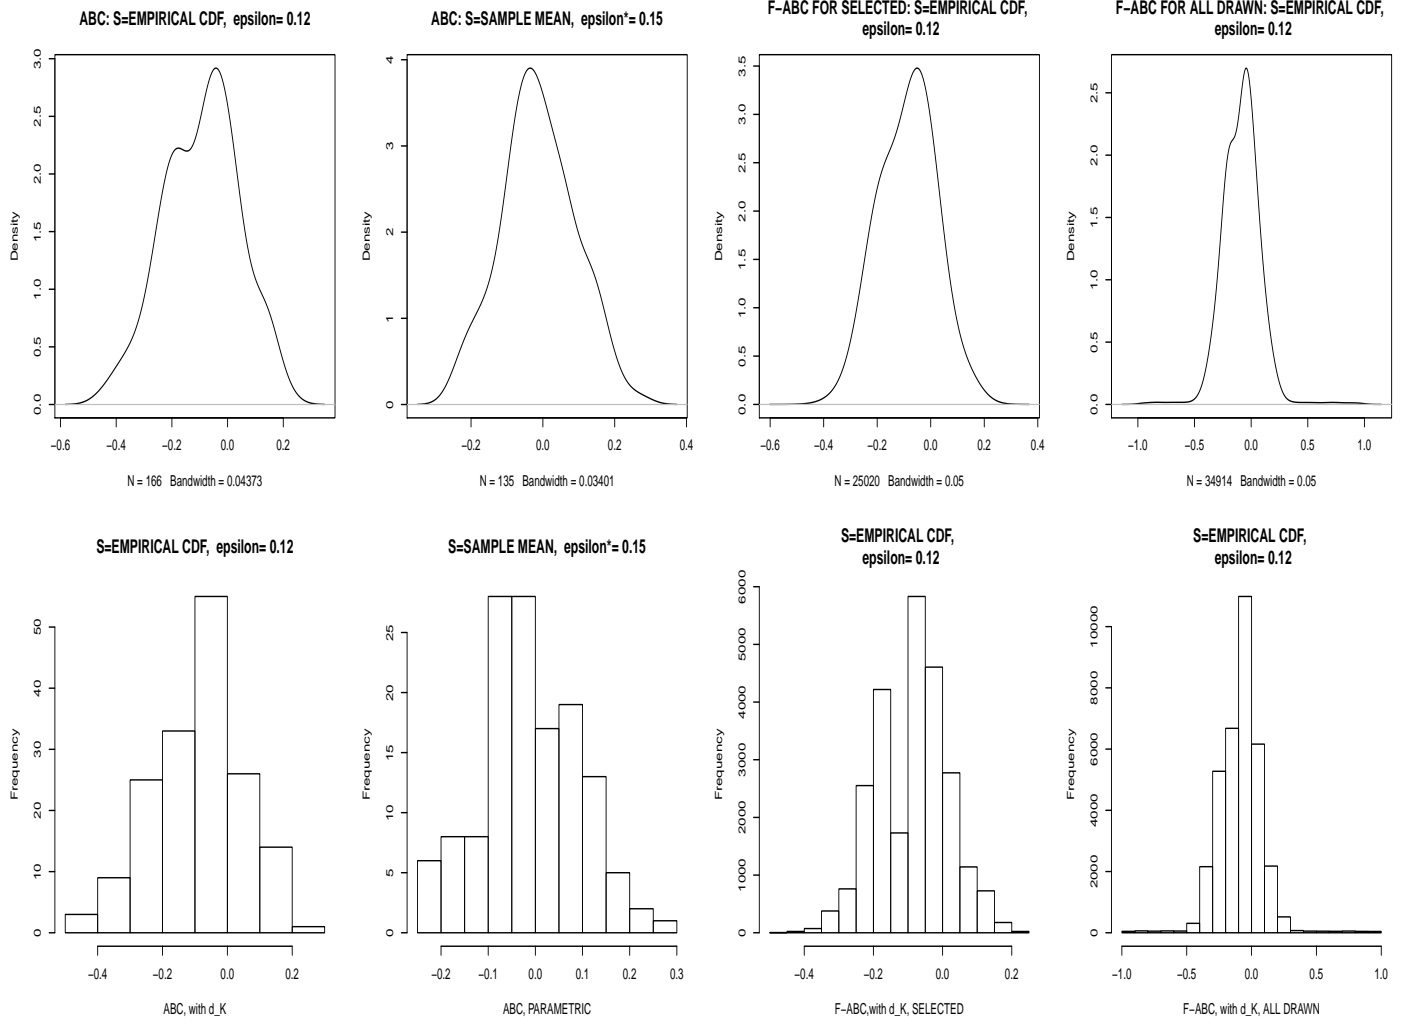 ABC: S=EMPIRICAL CDF, epsilon= 0.12
Density
0.0 0.5 1.0 1.5 2.0 2.5 3.0
−0.6 −0.4 −0.2 0.0 0.2
N = 166 Bandwidth = 0.04373
ABC: S=SAMPLE MEAN, epsilon*= 0.15
Density
0 1 2 3 4
−0.2 0.0 0.2 0.4
N = 135 Bandwidth = 0.03401
F−ABC FOR SELECTED: S=EMPIRICAL CDF,
epsilon= 0.12
Density
0.0 0.5 1.0 1.5 2.0 2.5 3.0 3.5
−0.6 −0.4 −0.2 0.0 0.2 0.4
N = 25020 Bandwidth = 0.05
F−ABC FOR ALL DRAWN: S=EMPIRICAL CDF,
epsilon= 0.12
Density
0.0 0.5 1.0 1.5 2.0 2.5
−1.0 −0.5 0.0 0.5 1.0
N = 34914 Bandwidth = 0.05
S=EMPIRICAL CDF, epsilon= 0.12
Frequency
0 10 20 30 40 50
−0.4 −0.2 0.0 0.2
ABC, with d_K
S=SAMPLE MEAN, epsilon*= 0.15
Frequency
0 5 10 15 20 25
−0.2 −0.1 0.0 0.1 0.2 0.3
ABC, PARAMETRIC
S=EMPIRICAL CDF,
epsilon= 0.12
Frequency
0 1000 2000 3000 4000 5000 6000
−0.4 −0.2 0.0 0.2
F−ABC,with d_K, SELECTED
S=EMPIRICAL CDF,
epsilon= 0.12
Frequency
0 2000 4000 6000 8000 10000
−1.0 −0.5 0.0 0.5 1.0
F−ABC, with d_K, ALL DRAWN